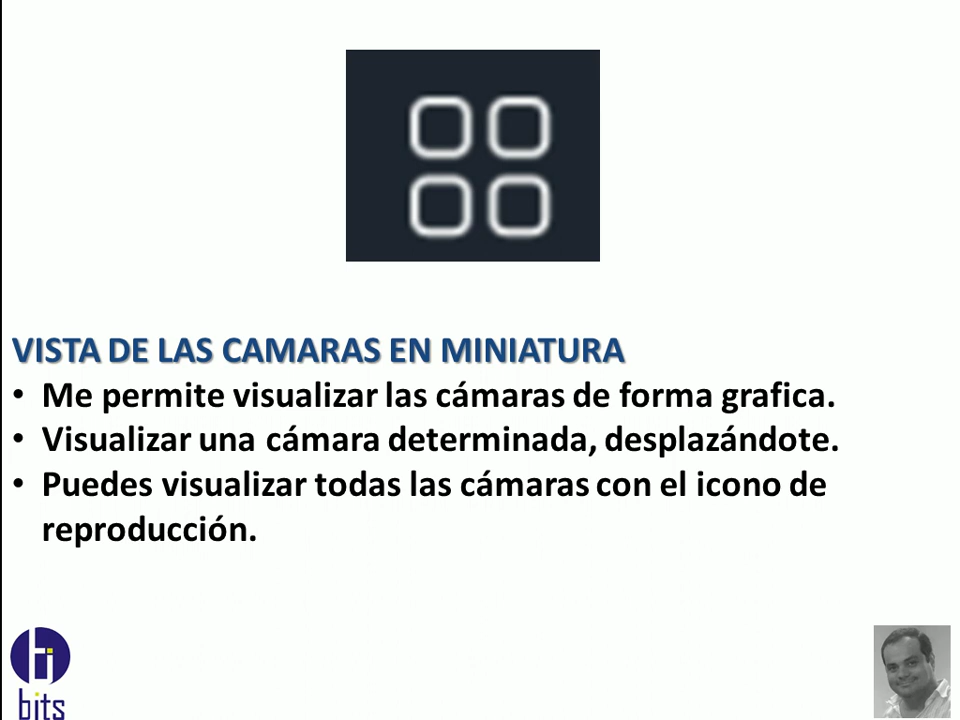 VISTA DE LAS CAMARAS EN MINIATURA
• Me permite visualizar las cámaras de forma grafica.
• Visualizar una cámara determinada, desplazándote.
• Puedes visualizar todas las cámaras con el icono de
reproducción.
bits